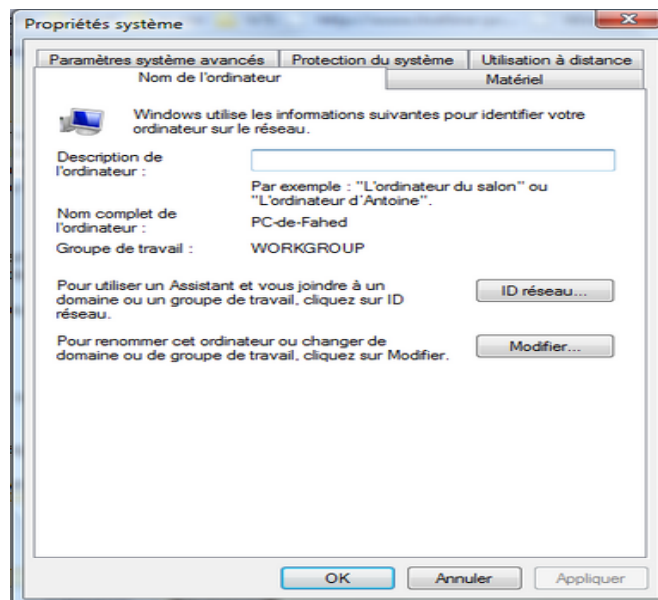 Propriétés système
Paramètres système avancés
Protection du système
Utilisation à distance
Nom de l'ordinateur
Matériel
Windows utilise les informations suivantes pour identifier votre
ordinateur sur le réseau.
Description de
l'ordinateur :
Par exemple : "L'ordinateur du salon" ou
"L'ordinateur d'Antoine".
Nom complet de
l'ordinateur :
PC-de-Fahed
Groupe de travail :
WORKGROUP
Pour utiliser un Assistant et vous joindre à un
domaine ou un groupe de travail, cliquez sur ID
réseau.
ID réseau...
Pour renommer cet ordinateur ou changer de
domaine ou de groupe de travail, cliquez sur Modifier.
Modifier...
OK
Annuler
Appliquer